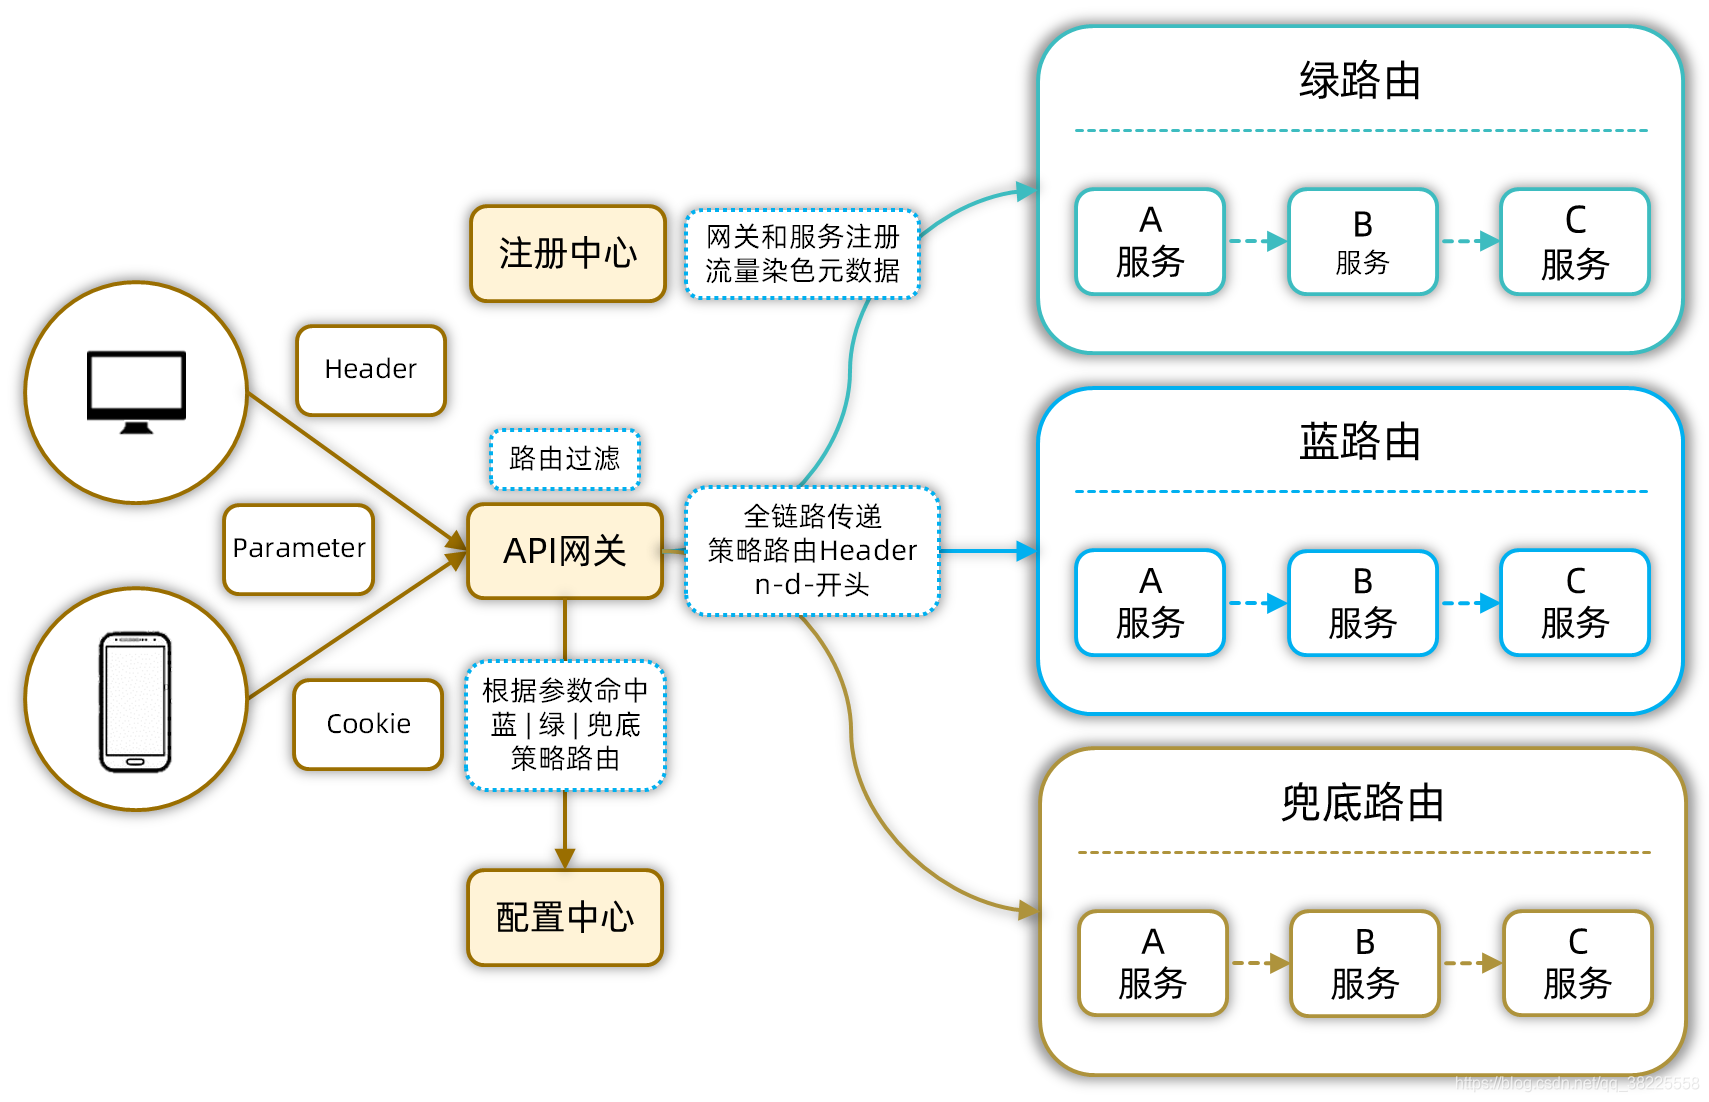 绿路由
A
服务
B
服务
C
服务
注册中心
网关和服务注册
流量染色元数据
Header
路由过滤
Parameter
API网关
全链路传递
策略路由Header
n-d-开头
蓝路由
A
服务
B
服务
C
服务
Cookie
根据参数命中
蓝 | 绿 | 兜底
策略路由
配置中心
兜底路由
A
服务
B
服务
C
服务
https://blog.csdn.net/qq_38225558